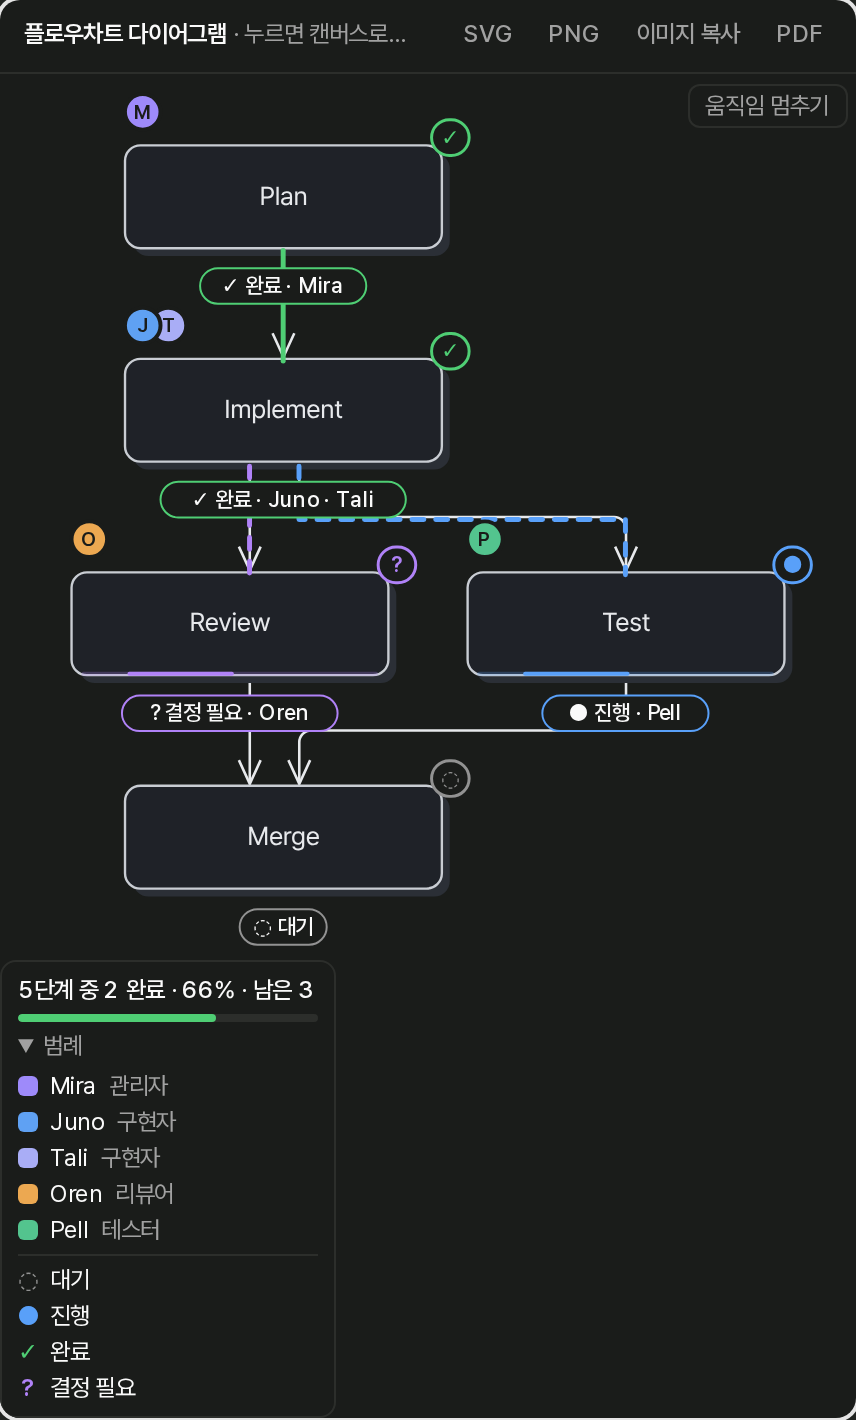 플로우차트 다이어그램 · 누르면 캔버스로... SVG PNG 이미지 복사 PDF
움직임 멈추기
M
✓
Plan
✓ 완료 · Mira
J T
✓
Implement
✓ 완료 · Juno · Tali
O
P
?
Review
Test
? 결정 필요 · Oren
● 진행 · Pell
Merge
◌
◌ 대기
5단계 중 2 완료 · 66% · 남은 3
▼ 범례
Mira 관리자
Juno 구현자
Tali 구현자
Oren 리뷰어
Pell 테스터
◌ 대기
● 진행
✓ 완료
? 결정 필요